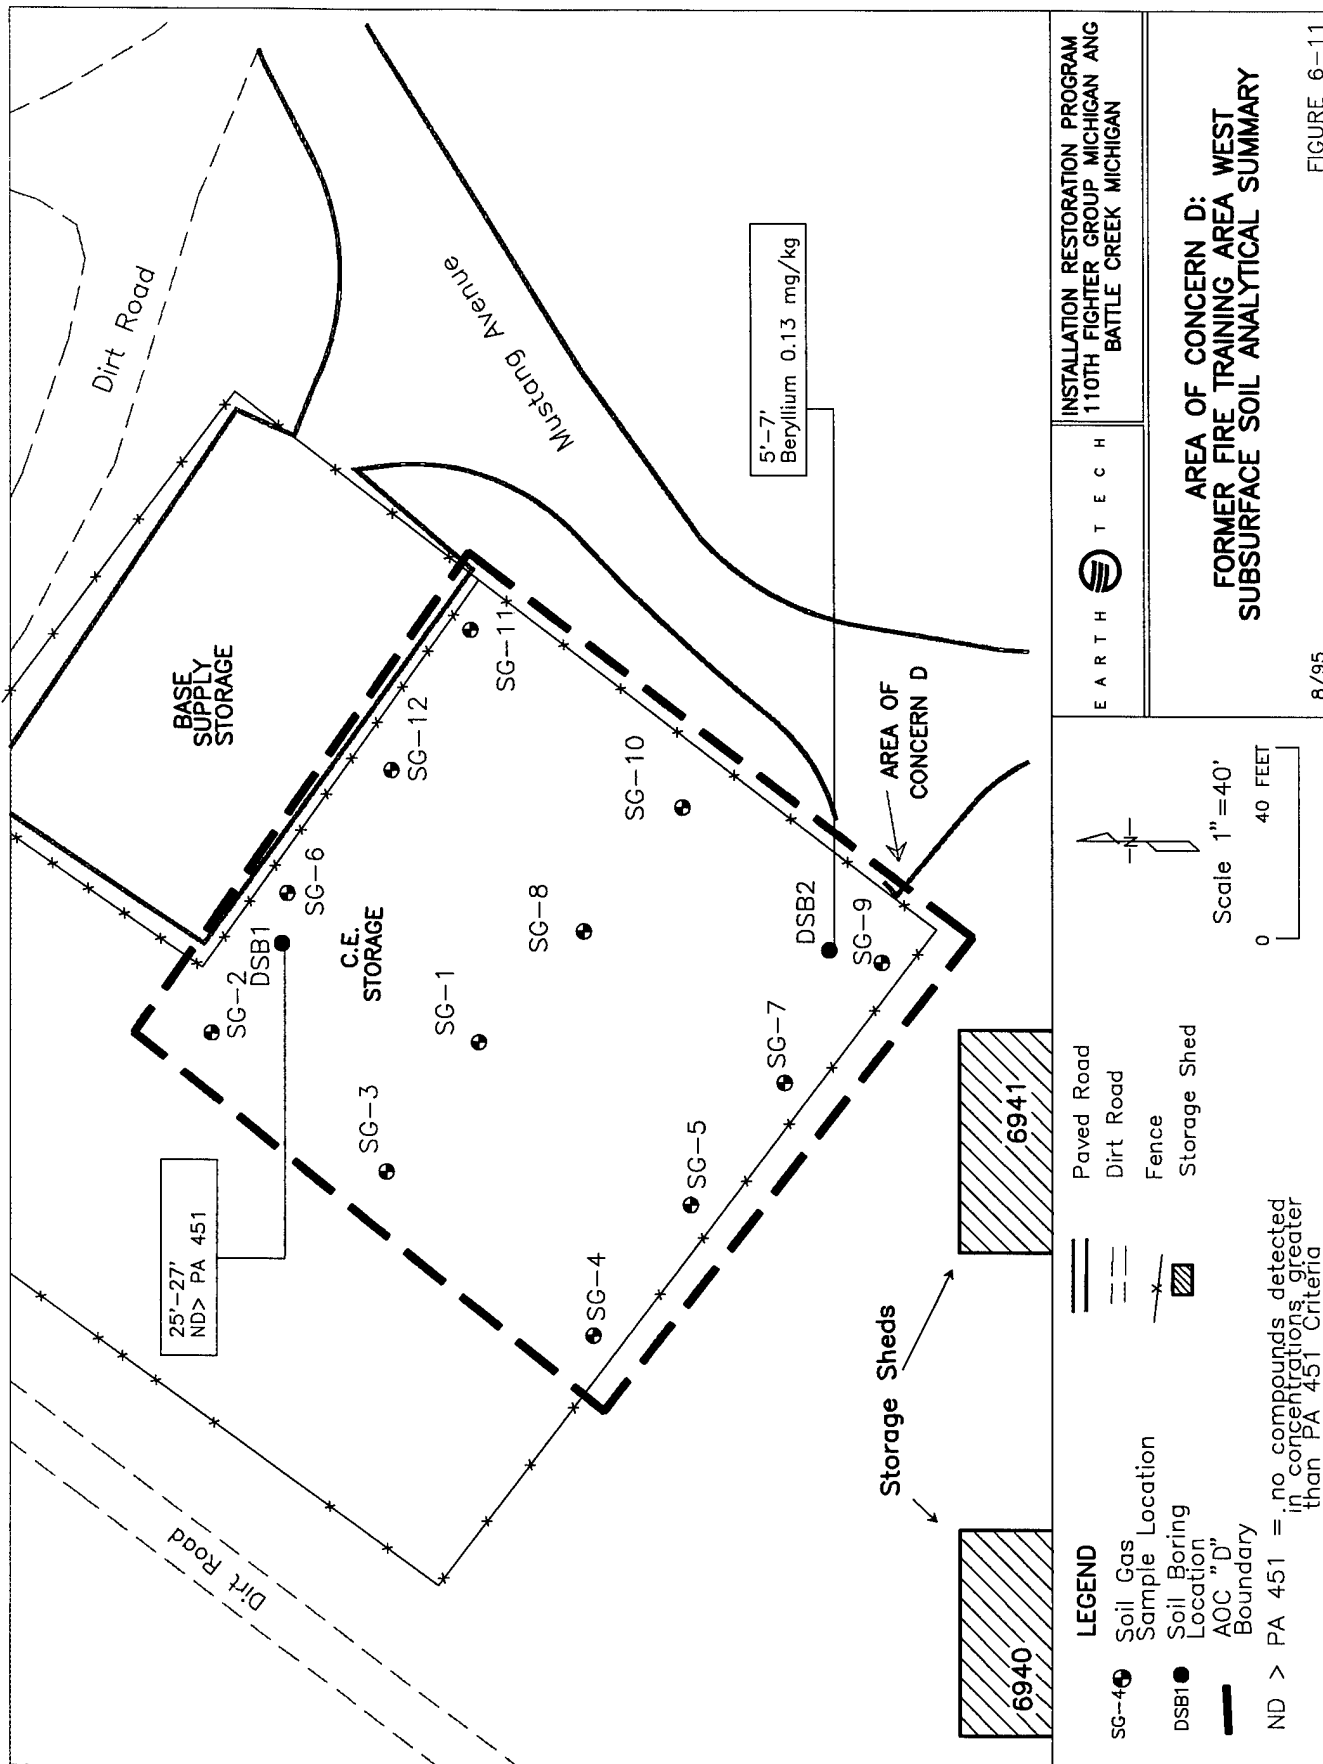 Dirt Road
Mustang Avenue
BASE
SUPPLY
STORAGE
5'-7'
Beryllium 0.13 mg/kg
25'-27'
ND> PA 451
SG-11
SG-12
SG-10
SG-6
DSB1
SG-2
C.E.
STORAGE
SG-8
SG-1
SG-3
DSB2
SG-9
SG-7
SG-5
SG-4
AREA OF
CONCERN D
Dirt Road
Storage Sheds
6940
6941
LEGEND
SG-4 Soil Gas
Sample Location
DSB1 Soil Boring
Location
AOC "D"
Boundary
Paved Road
Dirt Road
Fence
Storage Shed
ND > PA 451 = no compounds detected
in concentrations greater
than PA 451 Criteria
N
Scale 1"=40'
0 40 FEET
EARTH TECH
INSTALLATION RESTORATION PROGRAM
110TH FIGHTER GROUP MICHIGAN ANG
BATTLE CREEK MICHIGAN
AREA OF CONCERN D:
FORMER FIRE TRAINING AREA WEST
SUBSURFACE SOIL ANALYTICAL SUMMARY
8/95
FIGURE 6-11